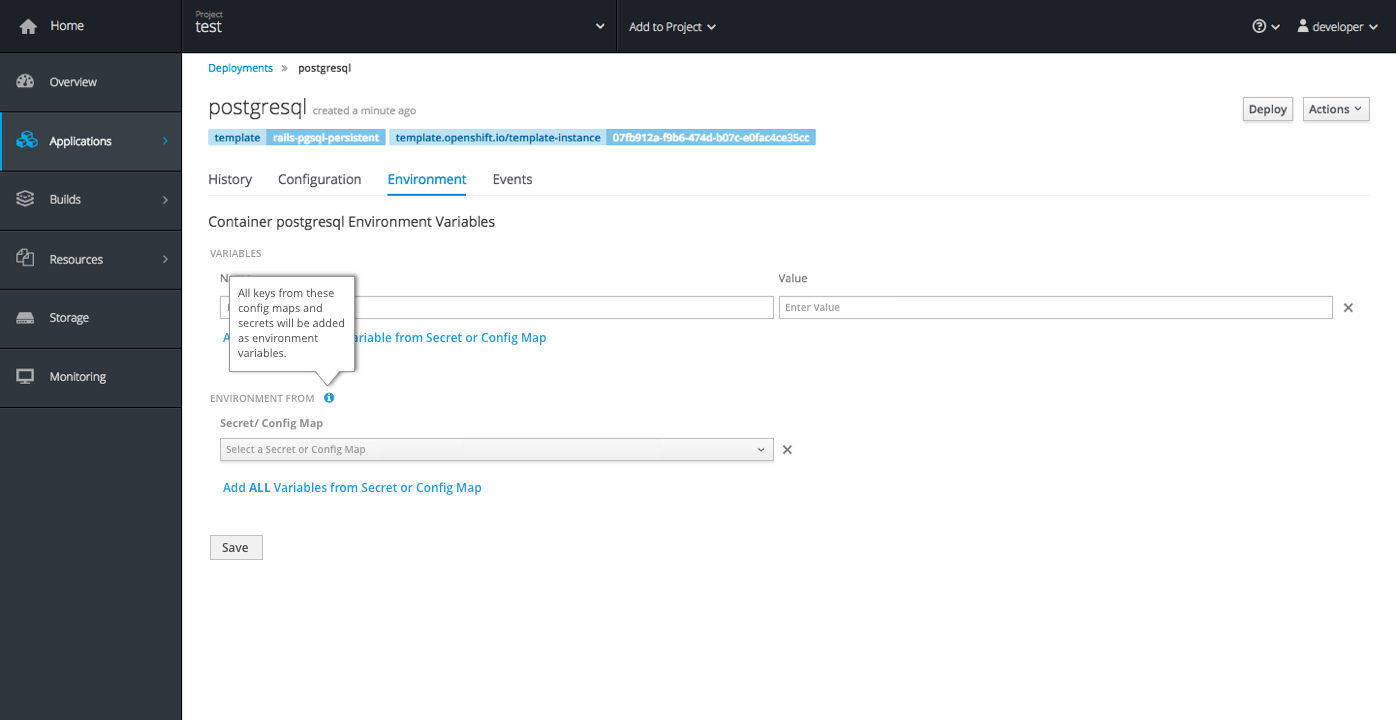 Home
Project
test
Add to Project
developer
Overview
Applications
Builds
Resources
Storage
Monitoring
Deployments » postgresql
postgresql created a minute ago
Deploy
Actions
template rails-pgsql-persistent template.openshift.io/template-instance 07fb912a-f9b6-474d-b07c-e0fac4ce35cc
History Configuration Environment Events
Container postgresql Environment Variables
VARIABLES
Value
All keys from these
config maps and
secrets will be added
as environment
variables.
Enter Value
from Secret or Config Map
ENVIRONMENT FROM
Secret/ Config Map
Select a Secret or Config Map
Add ALL Variables from Secret or Config Map
Save